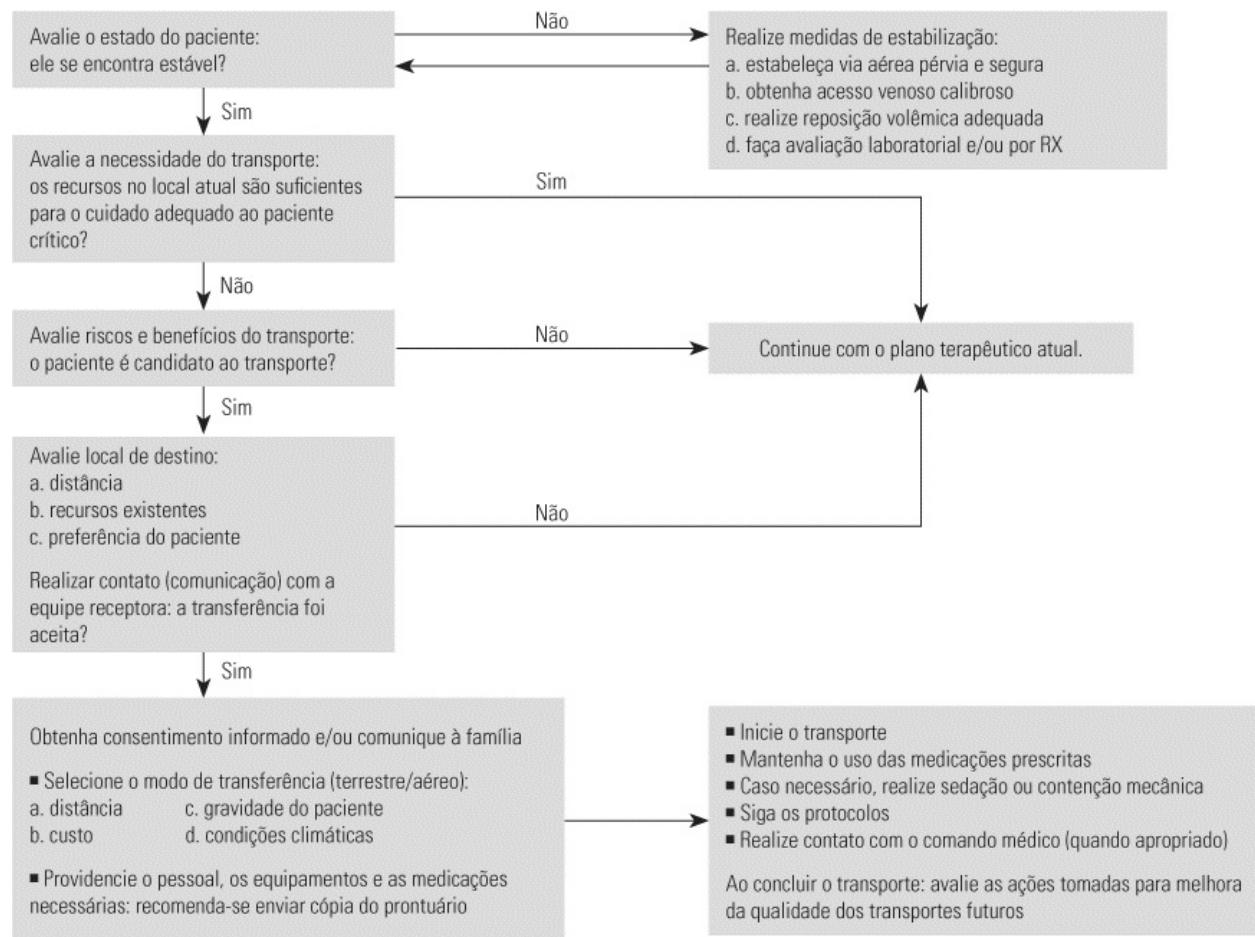 Avalie o estado do paciente:
ele se encontra estável?
Não
Realize medidas de estabilização:
a. estabeleça via aérea pérvia e segura
b. obtenha acesso venoso calibroso
c. realize reposição volêmica adequada
d. faça avaliação laboratorial e/ou por RX
Sim
Avalie a necessidade do transporte:
os recursos no local atual são suficientes
para o cuidado adequado ao paciente
crítico?
Sim
Não
Avalie riscos e benefícios do transporte:
o paciente é candidato ao transporte?
Não
Continue com o plano terapêutico atual.
Sim
Avalie local de destino:
a. distância
b. recursos existentes
c. preferência do paciente
Realizar contato (comunicação) com a
equipe receptora: a transferência foi
aceita?
Não
Sim
Obtenha consentimento informado e/ou comunique à família
■ Selecione o modo de transferência (terrestre/aéreo):
a. distância c. gravidade do paciente
b. custo d. condições climáticas
■ Providencie o pessoal, os equipamentos e as medicações
necessárias: recomenda-se enviar cópia do prontuário
■ Inicie o transporte
■ Mantenha o uso das medicações prescritas
■ Caso necessário, realize sedação ou contenção mecânica
■ Siga os protocolos
■ Realize contato com o comando médico (quando apropriado)
Ao concluir o transporte: avalie as ações tomadas para melhora
da qualidade dos transportes futuros